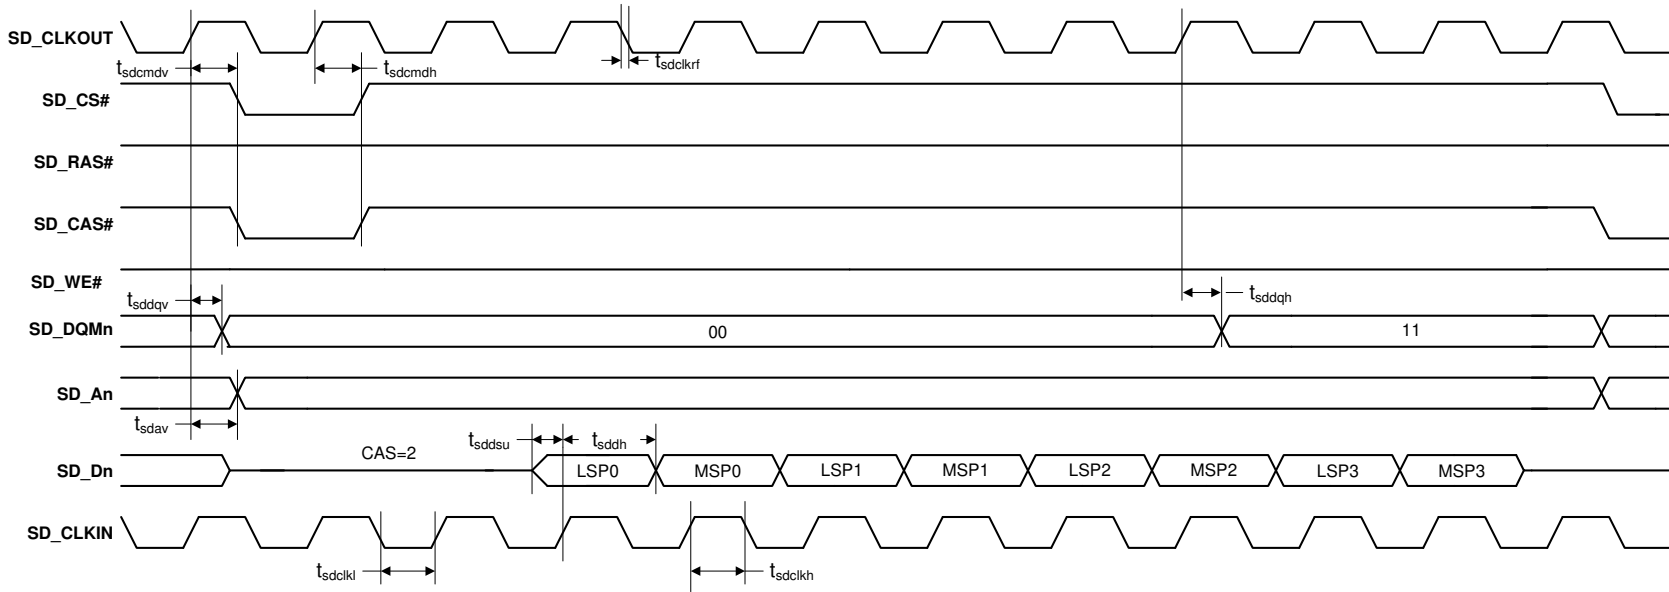 SD_CLKOUT
tsdcmdv
tsdcmdh
tsdclkrf
SD_CS#
SD_RAS#
SD_CAS#
SD_WE#
tsddqv
tsddqh
SD_DQMn
00
11
SD_An
tsdav
CAS=2
tsddsu
tsddh
SD_Dn
LSP0
MSP0
LSP1
MSP1
LSP2
MSP2
LSP3
MSP3
SD_CLKIN
tsdclkl
tsdclkh